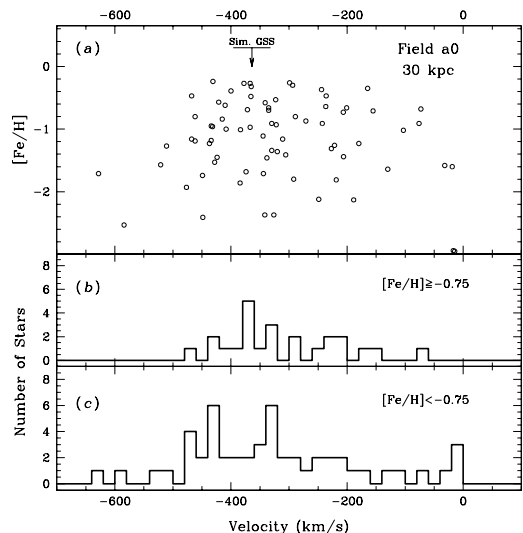 −600 −400 −200 0
Sim. GSS
(a)
Field a0
30 kpc
0
−1
−2
[Fe/H]
8
6
4
2
0
(b)
[Fe/H]≥−0.75
8
6
4
2
0
(c)
[Fe/H]<−0.75
Number of Stars
−600 −400 −200 0
Velocity (km/s)